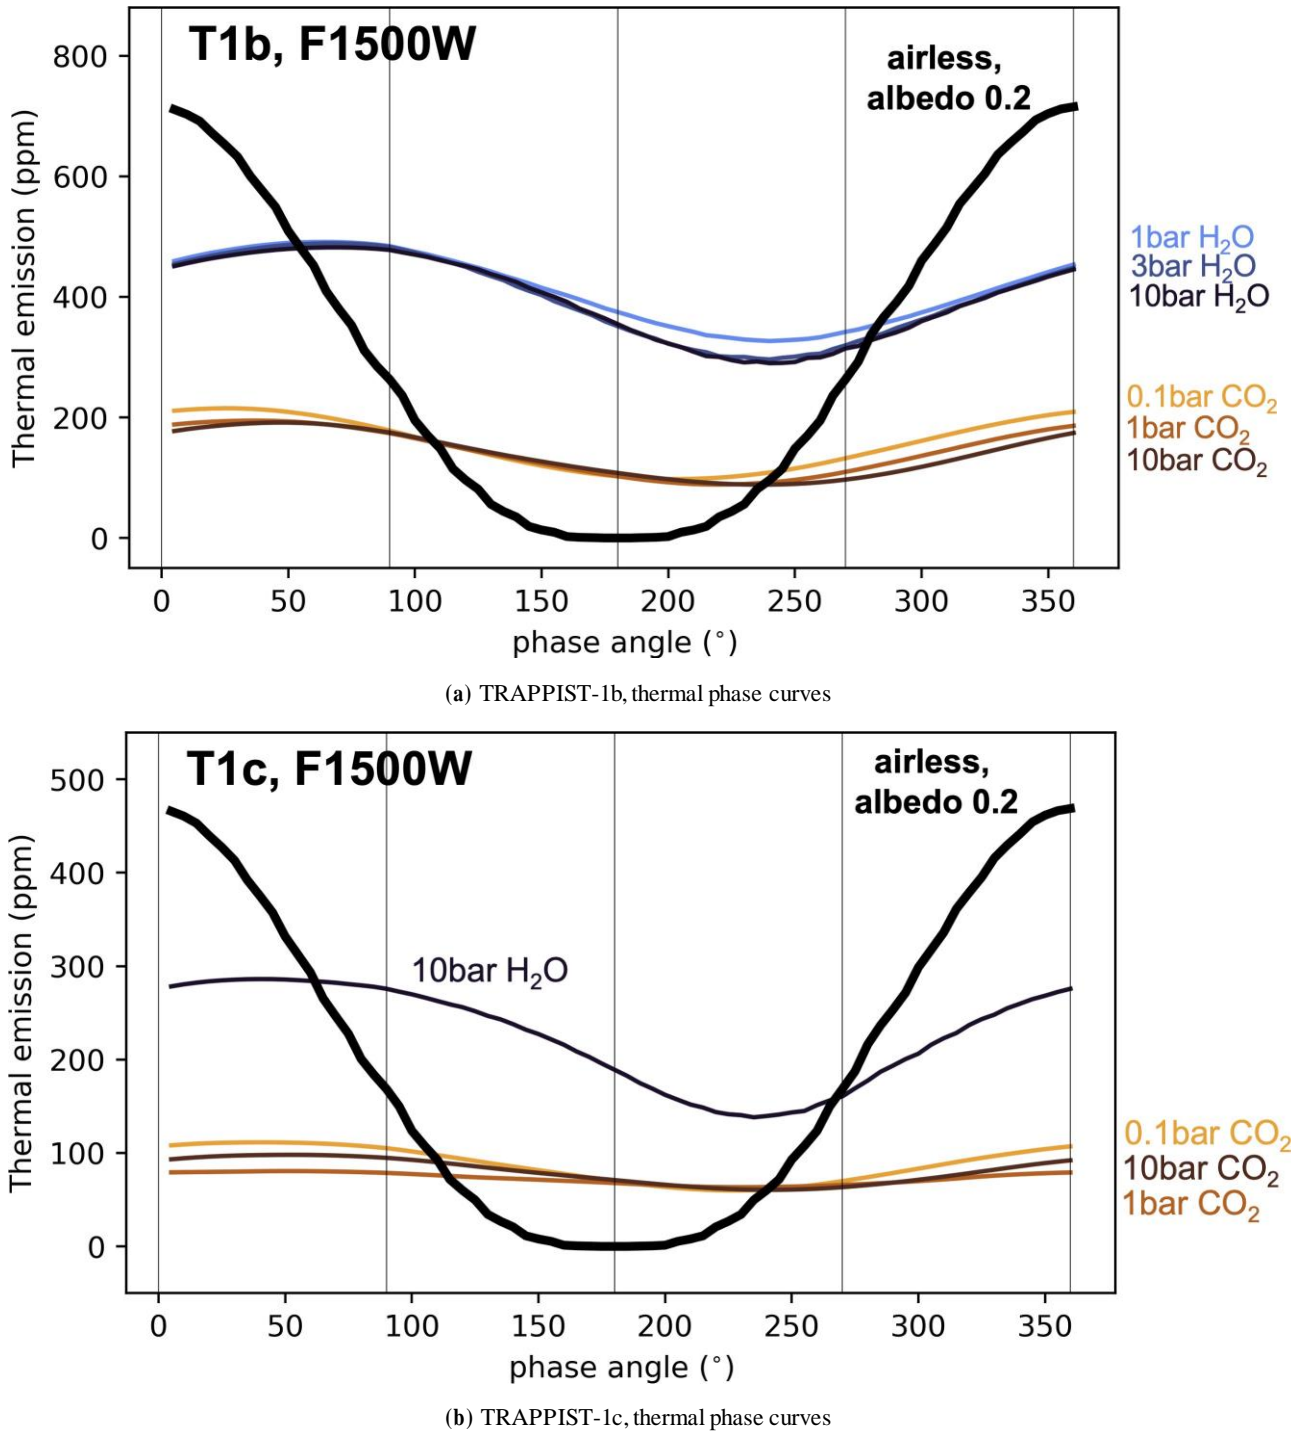 T1b, F1500W
airless,
albedo 0.2
800
600
400
200
0
Thermal emission (ppm)
1bar H₂O
3bar H₂O
10bar H₂O
0.1bar CO₂
1bar CO₂
10bar CO₂
0 50 100 150 200 250 300 350
phase angle (°)
(a) TRAPPIST-1b, thermal phase curves
T1c, F1500W
airless,
albedo 0.2
500
400
300
200
100
0
Thermal emission (ppm)
10bar H₂O
0.1bar CO₂
10bar CO₂
1bar CO₂
0 50 100 150 200 250 300 350
phase angle (°)
(b) TRAPPIST-1c, thermal phase curves